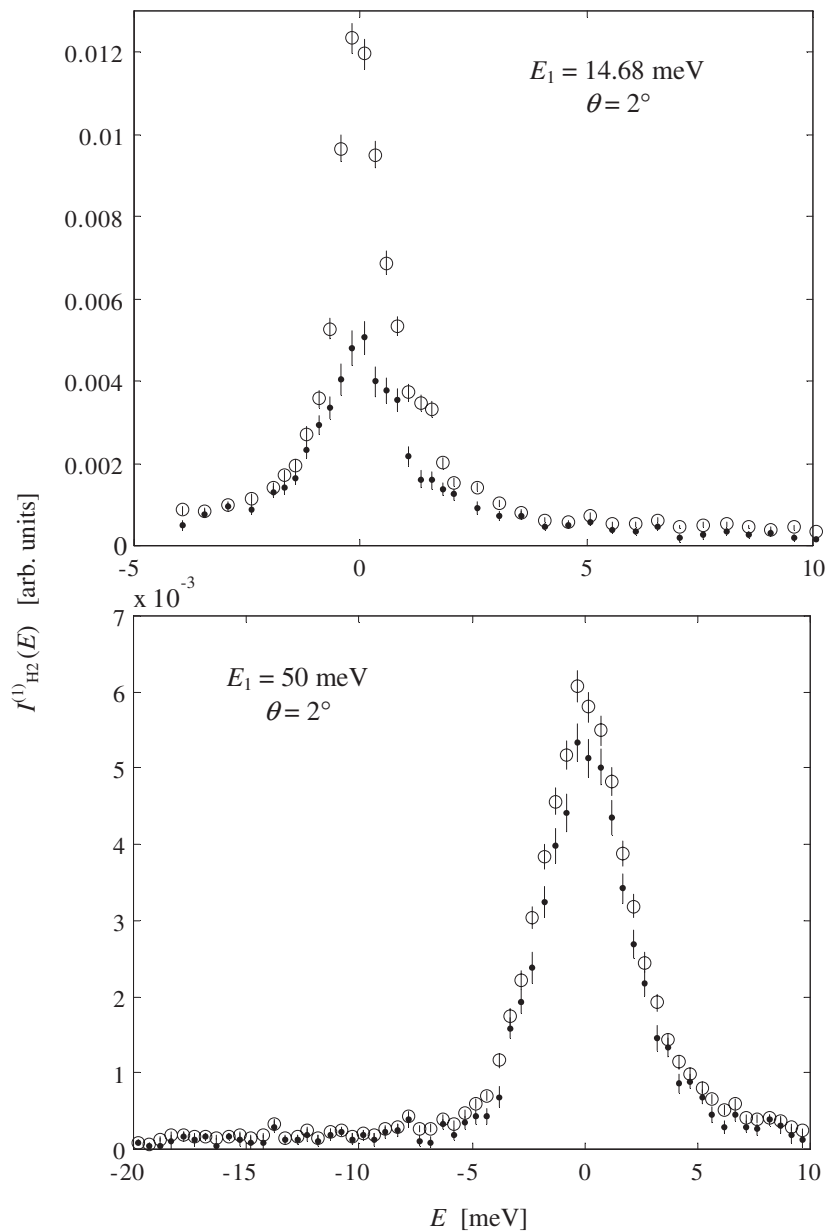 0.012
E₁ = 14.68 meV
θ = 2°
0.01
0.008
0.006
0.004
0.002
0
-5 0 5 10
I⁽¹⁾H2(E) [arb. units]
x 10⁻³
7
E₁ = 50 meV
θ = 2°
6
5
4
3
2
1
0
-20 -15 -10 -5 0 5 10
E [meV]